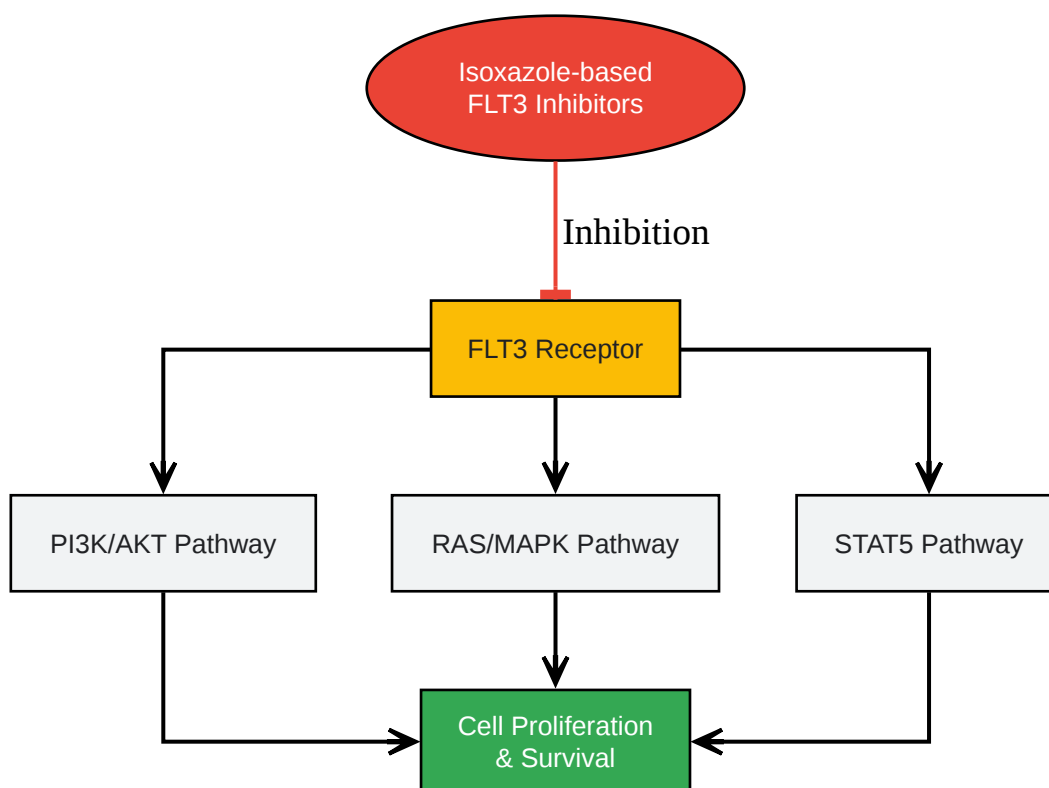 Isoxazole-based
FLT3 Inhibitors
Inhibition
FLT3 Receptor
PI3K/AKT Pathway
RAS/MAPK Pathway
STAT5 Pathway
Cell Proliferation
& Survival